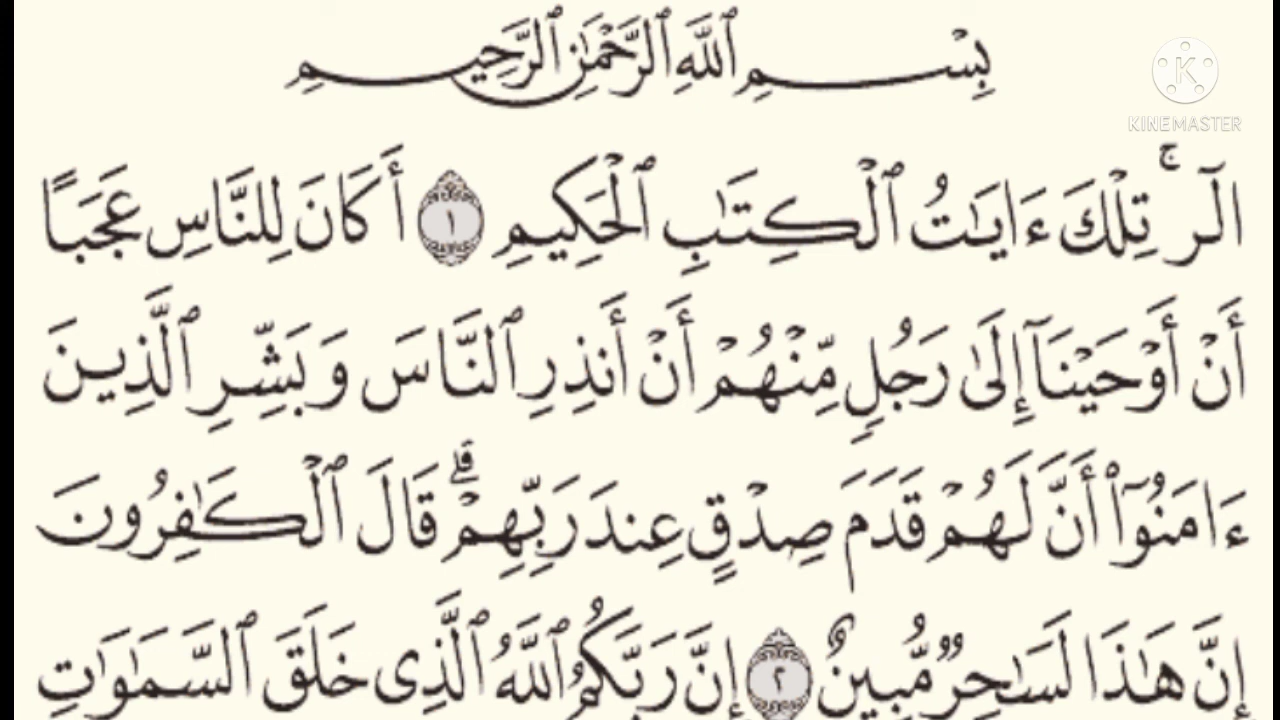 بِسْمِ ٱللَّهِ ٱلرَّحْمَٰنِ ٱلرَّحِيمِ
KINEMASTER
الٓر ۚ تِلْكَ ءَايَٰتُ ٱلْكِتَٰبِ ٱلْحَكِيمِ ١ أَكَانَ لِلنَّاسِ عَجَبًا
أَنْ أَوْحَيْنَآ إِلَىٰ رَجُلٍ مِّنْهُمْ أَنْ أَنذِرِ ٱلنَّاسَ وَبَشِّرِ ٱلَّذِينَ
ءَامَنُوٓا۟ أَنَّ لَهُمْ قَدَمَ صِدْقٍ عِندَ رَبِّهِمْ ۗ قَالَ ٱلْكَٰفِرُونَ
إِنَّ هَٰذَا لَسَٰحِرٌ مُّبِينٌ ٢ إِنَّ رَبَّكُمُ ٱللَّهُ ٱلَّذِى خَلَقَ ٱلسَّمَٰوَٰتِ